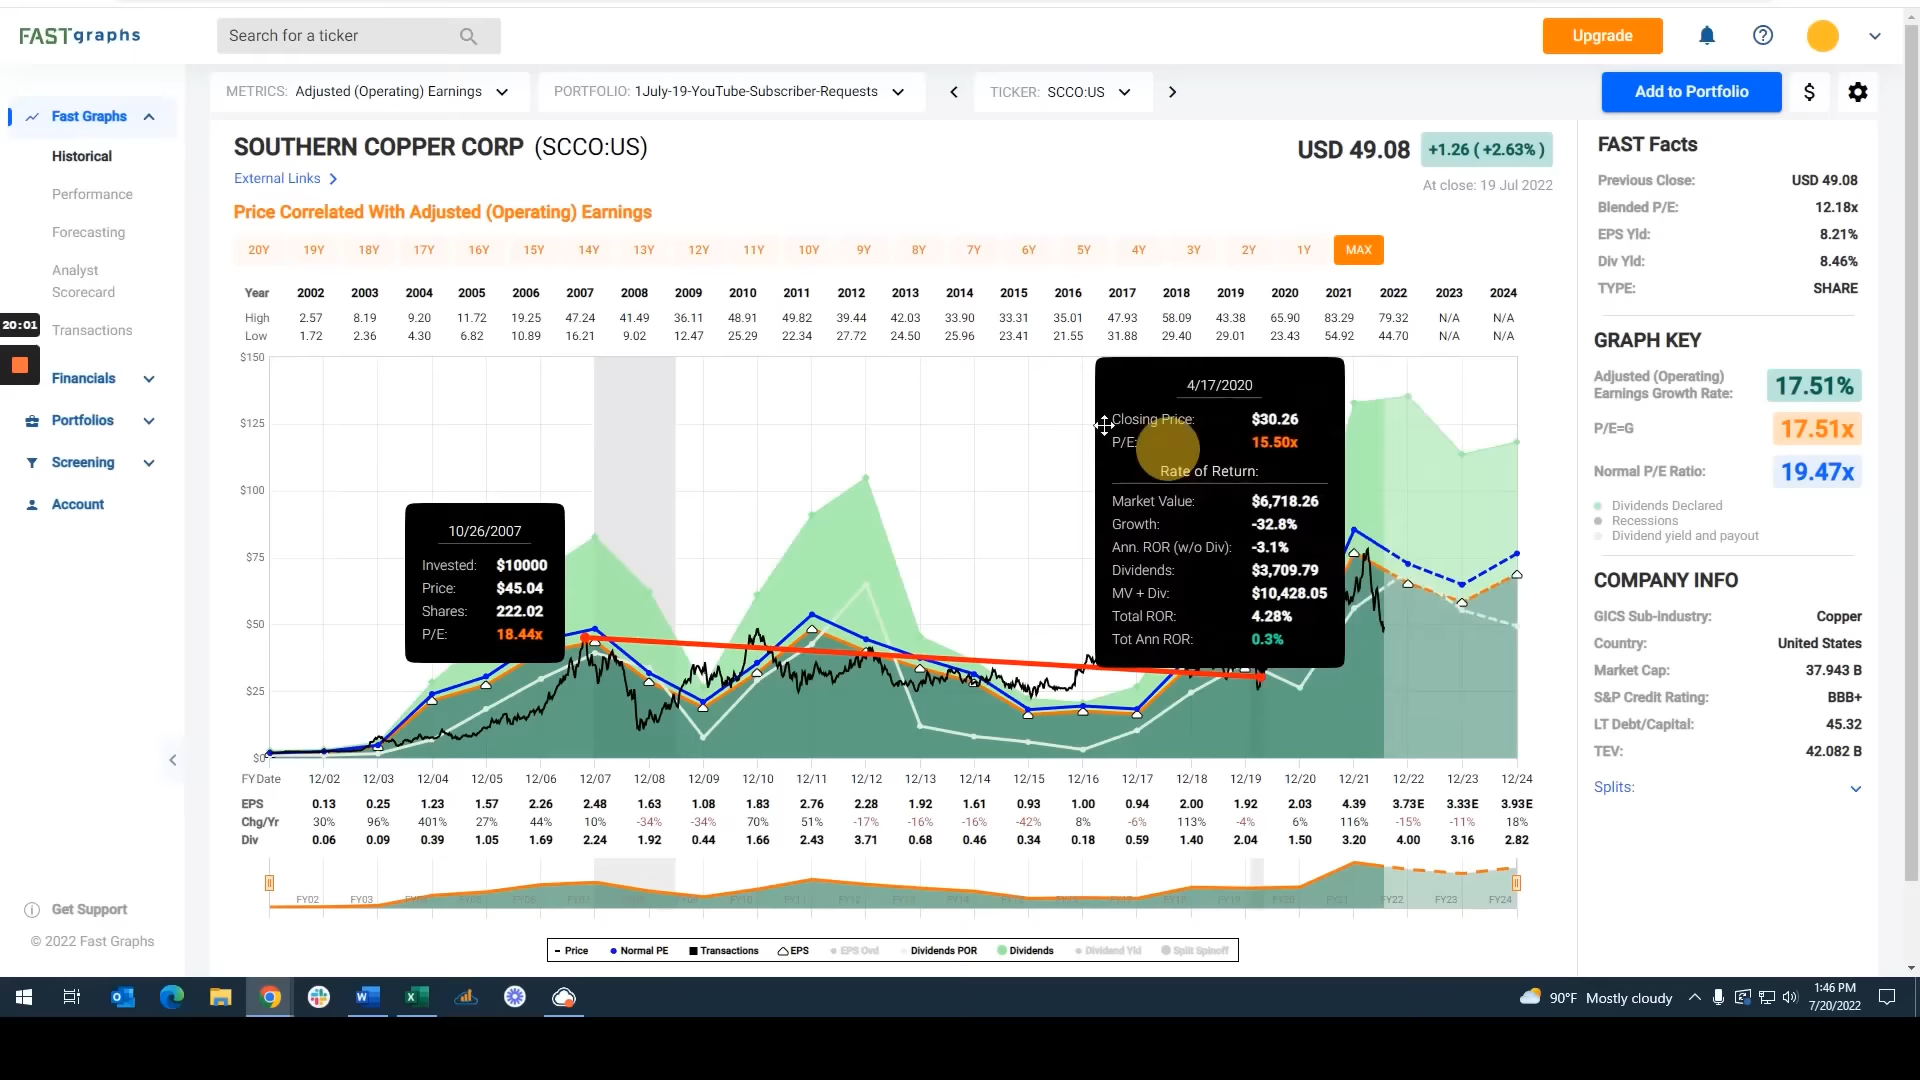 FASTgraphs
Search for a ticker
Upgrade
METRICS: Adjusted (Operating) Earnings
PORTFOLIO: 1July-19-YouTube-Subscriber-Requests
TICKER: SCCO:US
Add to Portfolio
$
Fast Graphs
Historical
Performance
Forecasting
Analyst
Scorecard
Transactions
Financials
Portfolios
Screening
Account
Get Support
© 2022 Fast Graphs
20:01
SOUTHERN COPPER CORP (SCCO:US)
External Links
USD 49.08 +1.26 ( +2.63% )
At close: 19 Jul 2022
Price Correlated With Adjusted (Operating) Earnings
20Y 19Y 18Y 17Y 16Y 15Y 14Y 13Y 12Y 11Y 10Y 9Y 8Y 7Y 6Y 5Y 4Y 3Y 2Y 1Y MAX
Year 2002 2003 2004 2005 2006 2007 2008 2009 2010 2011 2012 2013 2014 2015 2016 2017 2018 2019 2020 2021 2022 2023 2024
High 2.57 8.19 9.20 11.72 19.25 47.24 41.49 36.11 48.91 49.82 39.44 42.03 33.90 33.31 35.01 47.93 58.09 43.38 65.90 83.29 79.32 N/A N/A
Low 1.72 2.36 4.30 6.82 10.89 16.21 9.02 12.47 25.29 22.34 27.72 24.50 25.96 23.41 21.55 31.88 29.40 29.01 23.43 54.92 44.70 N/A N/A
$150
$125
$100
$75
$50
$25
$0
10/26/2007
Invested: $10000
Price: $45.04
Shares: 222.02
P/E: 18.44x
4/17/2020
Closing Price: $30.26
P/E: 15.50x
Rate of Return:
Market Value: $6,718.26
Growth: -32.8%
Ann. ROR (w/o Div): -3.1%
Dividends: $3,709.79
MV + Div: $10,428.05
Total ROR: 4.28%
Tot Ann ROR: 0.3%
FY Date 12/02 12/03 12/04 12/05 12/06 12/07 12/08 12/09 12/10 12/11 12/12 12/13 12/14 12/15 12/16 12/17 12/18 12/19 12/20 12/21 12/22 12/23 12/24
EPS 0.13 0.25 1.23 1.57 2.26 2.48 1.63 1.08 1.83 2.76 2.28 1.92 1.61 0.93 1.00 0.94 2.00 1.92 2.03 4.39 3.73E 3.33E 3.93E
Chg/Yr 30% 96% 401% 27% 44% 10% -34% -34% 70% 51% -17% -16% -16% -42% 8% -6% 113% -4% 6% 116% -15% -11% 18%
Div 0.06 0.09 0.39 1.05 1.69 2.24 1.92 0.44 1.66 2.43 3.71 0.68 0.46 0.34 0.18 0.59 1.40 2.04 1.50 3.20 4.00 3.16 2.82
FY02 FY03 FY22 FY23 FY24
Price Normal PE Transactions EPS EPS Ovd Dividends POR Dividends Dividend Yld Split Spinoff
FAST Facts
Previous Close: USD 49.08
Blended P/E: 12.18x
EPS Yld: 8.21%
Div Yld: 8.46%
TYPE: SHARE
GRAPH KEY
Adjusted (Operating)
Earnings Growth Rate: 17.51%
P/E=G 17.51x
Normal P/E Ratio: 19.47x
Dividends Declared
Recessions
Dividend yield and payout
COMPANY INFO
GICS Sub-industry: Copper
Country: United States
Market Cap: 37.943 B
S&P Credit Rating: BBB+
LT Debt/Capital: 45.32
TEV: 42.082 B
Splits:
90°F Mostly cloudy
1:46 PM
7/20/2022